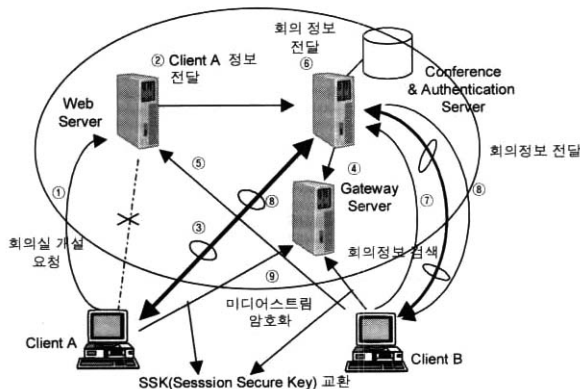 ② Client A 정보
전달
회의 정보
전달
⑥
Web
Server
Conference
& Authentication
Server
회의정보 전달
①
⑤
④
Gateway
Server
⑦
⑧
③
⑧
회의실 개설
요청
회의정보 검색
⑨
미디어스트림
암호화
Client A
Client B
SSK(Sesssion Secure Key) 교환